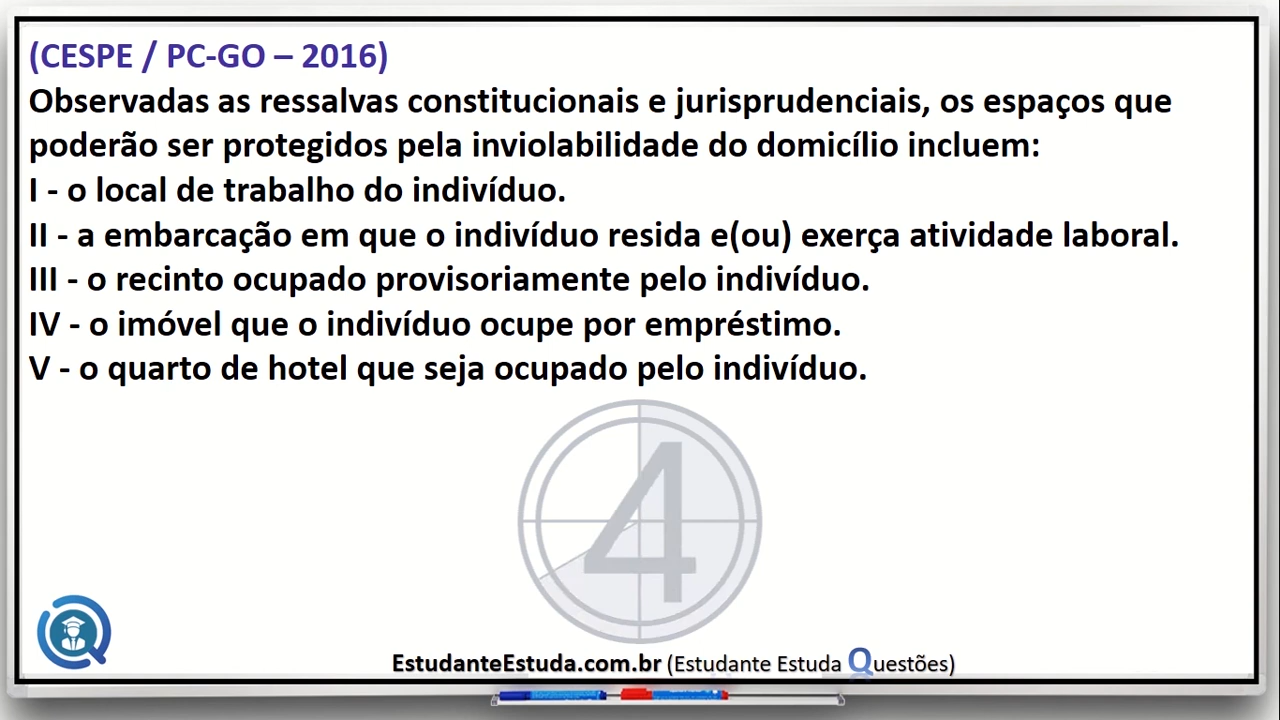 (CESPE / PC-GO – 2016)
Observadas as ressalvas constitucionais e jurisprudenciais, os espaços que
poderão ser protegidos pela inviolabilidade do domicílio incluem:
I - o local de trabalho do indivíduo.
II - a embarcação em que o indivíduo resida e(ou) exerça atividade laboral.
III - o recinto ocupado provisoriamente pelo indivíduo.
IV - o imóvel que o indivíduo ocupe por empréstimo.
V - o quarto de hotel que seja ocupado pelo indivíduo.
4
EstudanteEstuda.com.br (Estudante Estuda Questões)